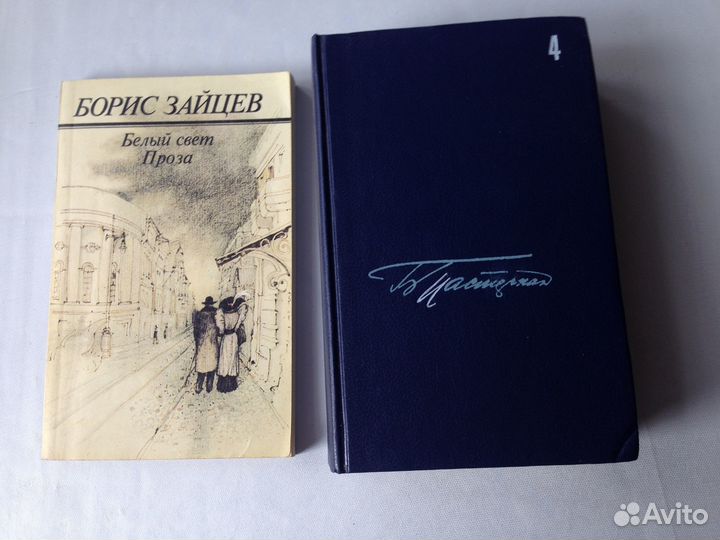 БОРИС ЗАЙЦЕВ
Белый свет
Проза
4
Б Пастернак
Avito